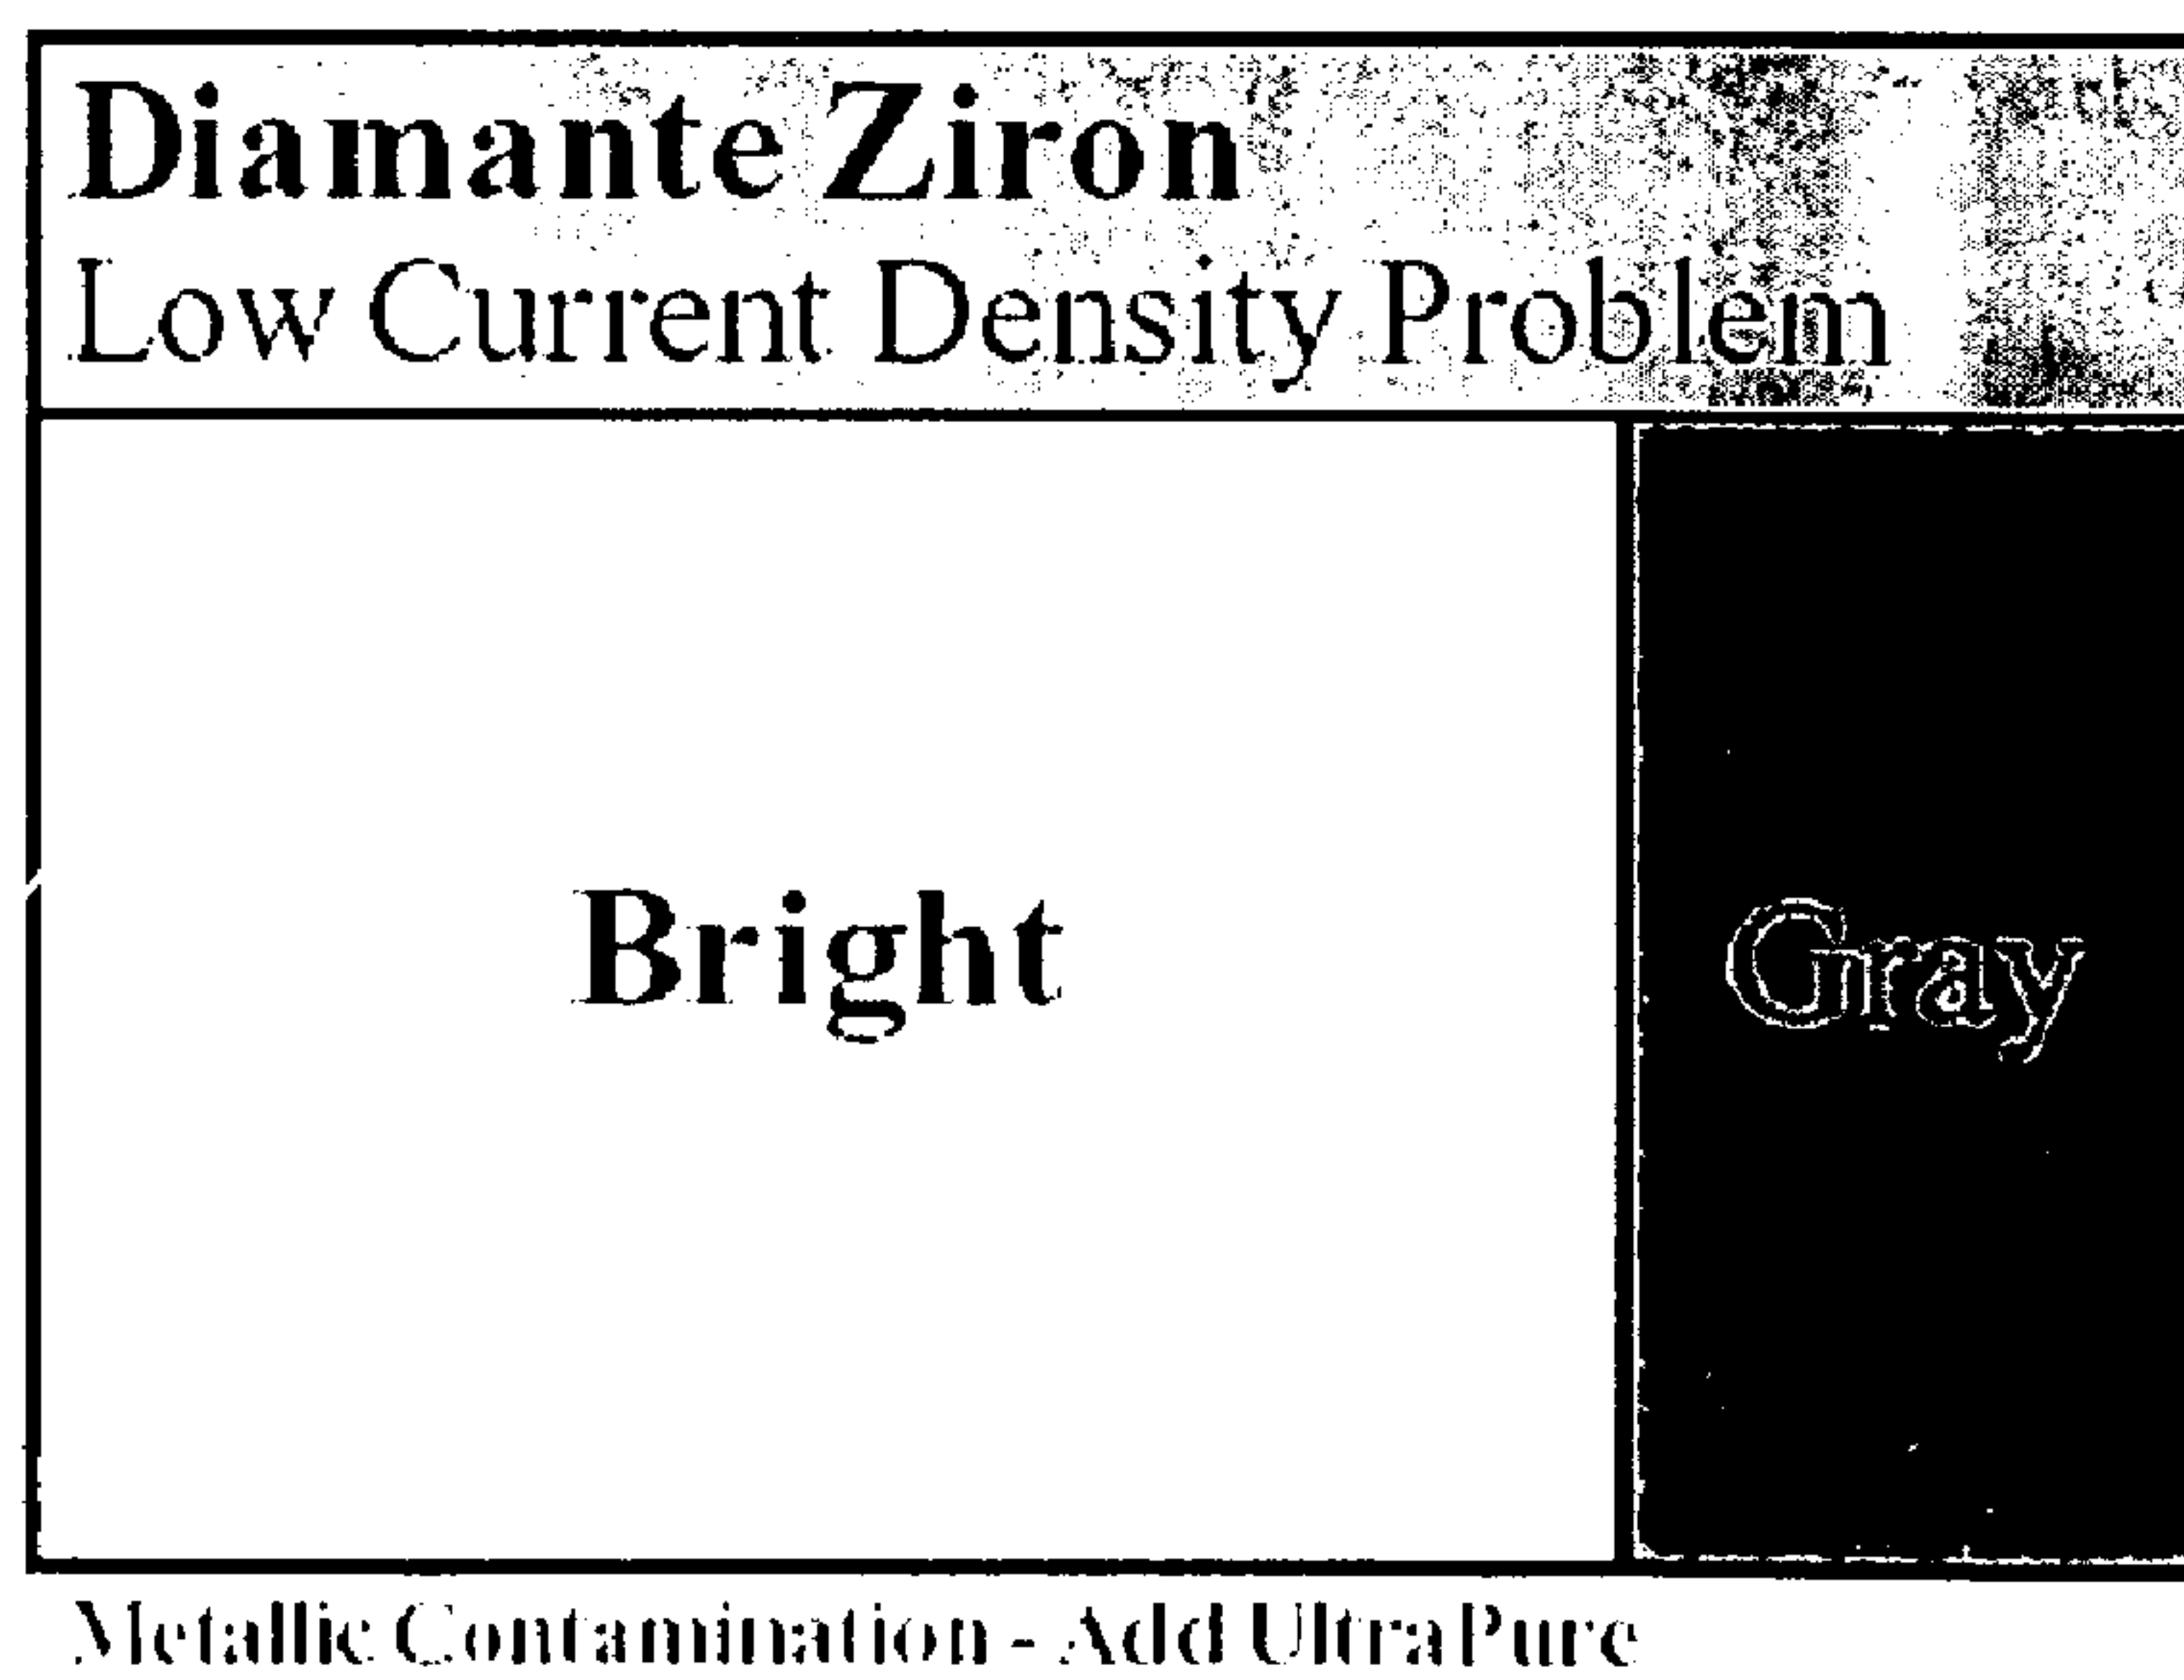 Diamante Ziron
Low Current Density Problem
Bright
Gray
Metallic Contamination - Add UltraPure